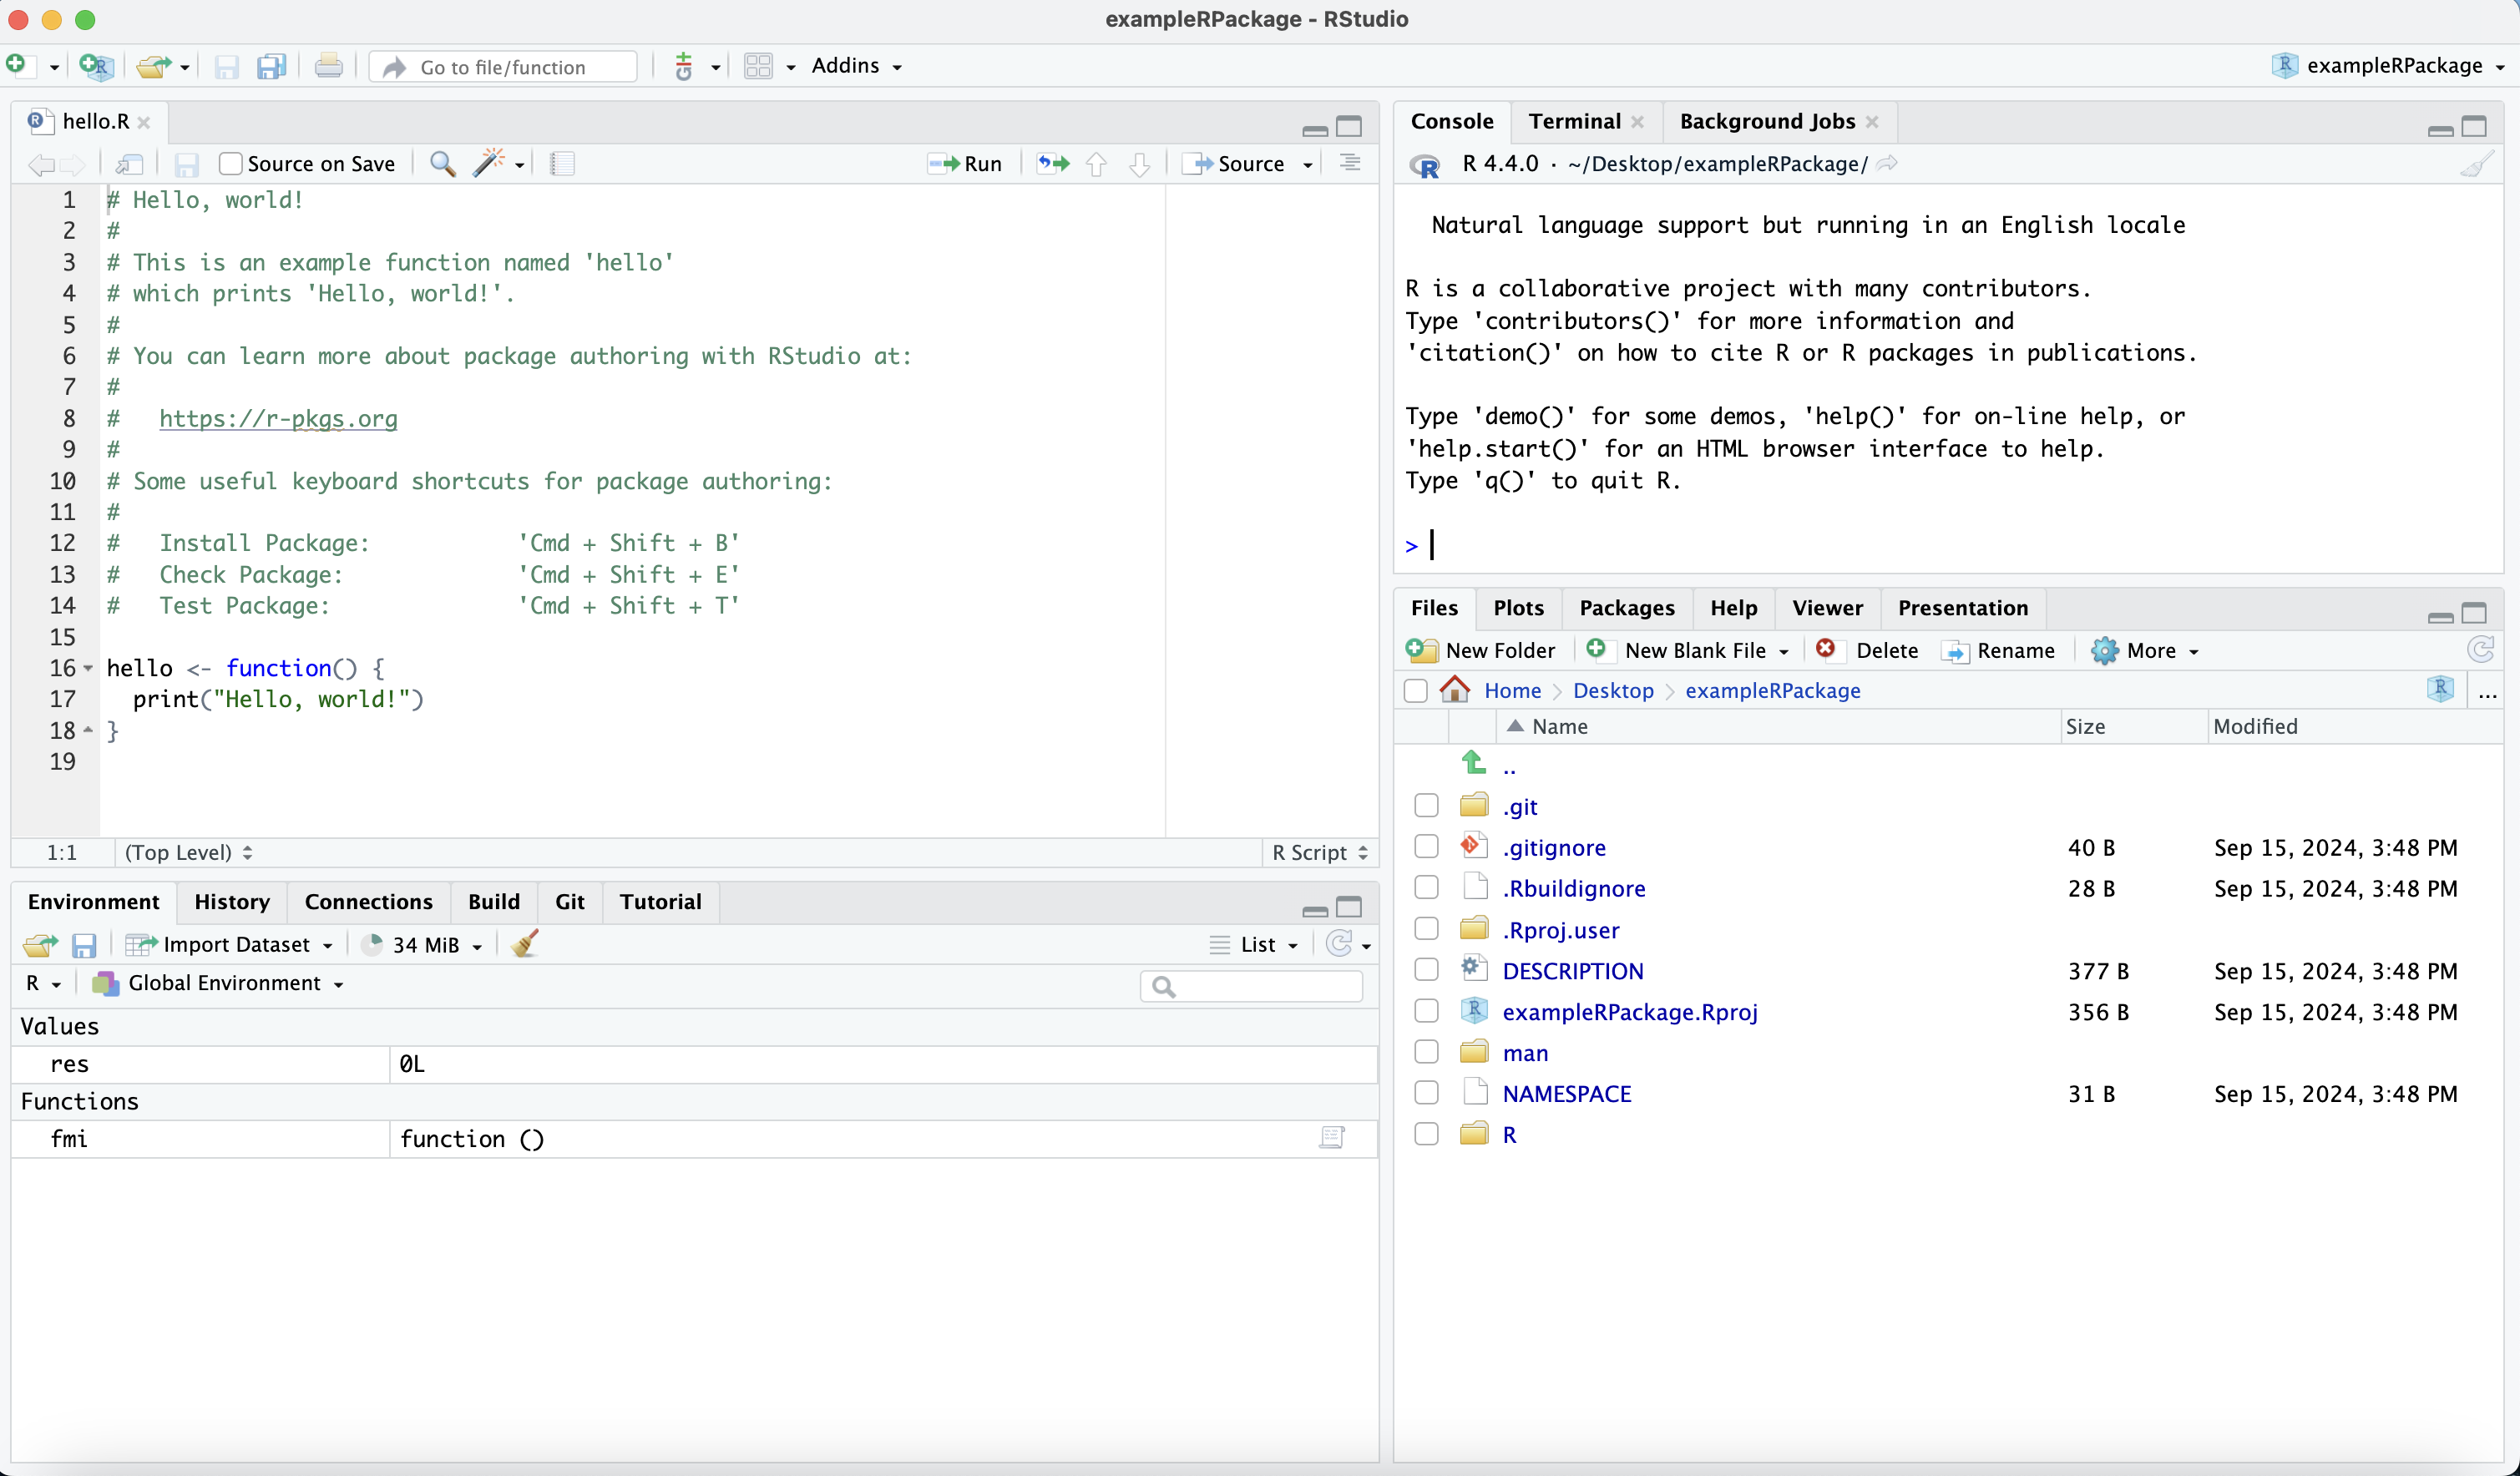 exampleRPackage - RStudio
Go to file/function
Addins
exampleRPackage
hello.R
Source on Save
Run
Source
1 # Hello, world!
2 #
3 # This is an example function named 'hello'
4 # which prints 'Hello, world!'.
5 #
6 # You can learn more about package authoring with RStudio at:
7 #
8 #   https://r-pkgs.org
9 #
10 # Some useful keyboard shortcuts for package authoring:
11 #
12 #   Install Package:           'Cmd + Shift + B'
13 #   Check Package:             'Cmd + Shift + E'
14 #   Test Package:              'Cmd + Shift + T'
15
16 hello <- function() {
17   print("Hello, world!")
18 }
19
1:1 (Top Level) R Script
Environment History Connections Build Git Tutorial
Import Dataset 34 MiB List
R Global Environment
Values
res 0L
Functions
fmi function ()
Console Terminal Background Jobs
R 4.4.0 · ~/Desktop/exampleRPackage/
  Natural language support but running in an English locale
R is a collaborative project with many contributors.
Type 'contributors()' for more information and
'citation()' on how to cite R or R packages in publications.
Type 'demo()' for some demos, 'help()' for on-line help, or
'help.start()' for an HTML browser interface to help.
Type 'q()' to quit R.
>
Files Plots Packages Help Viewer Presentation
New Folder New Blank File Delete Rename More
Home Desktop exampleRPackage R ...
Name Size Modified
..
.git
.gitignore 40 B Sep 15, 2024, 3:48 PM
.Rbuildignore 28 B Sep 15, 2024, 3:48 PM
.Rproj.user
DESCRIPTION 377 B Sep 15, 2024, 3:48 PM
exampleRPackage.Rproj 356 B Sep 15, 2024, 3:48 PM
man
NAMESPACE 31 B Sep 15, 2024, 3:48 PM
R